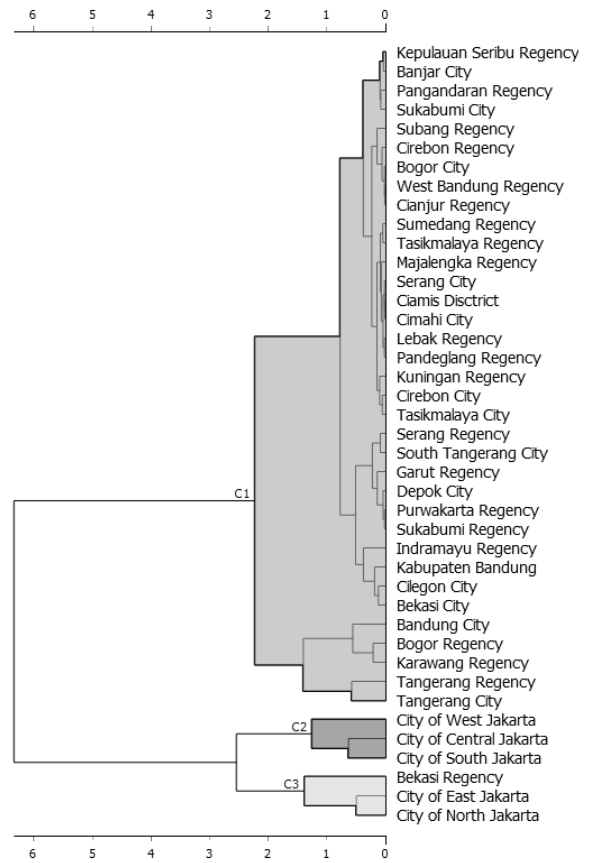 6 5 4 3 2 1 0
Kepulauan Seribu Regency
Banjar City
Pangandaran Regency
Sukabumi City
Subang Regency
Cirebon Regency
Bogor City
West Bandung Regency
Cianjur Regency
Sumedang Regency
Tasikmalaya Regency
Majalengka Regency
Serang City
Ciamis Disctrict
Cimahi City
Lebak Regency
Pandeglang Regency
Kuningan Regency
Cirebon City
Tasikmalaya City
Serang Regency
South Tangerang City
Garut Regency
Depok City
C1
Purwakarta Regency
Sukabumi Regency
Indramayu Regency
Kabupaten Bandung
Cilegon City
Bekasi City
Bandung City
Bogor Regency
Karawang Regency
Tangerang Regency
Tangerang City
City of West Jakarta
C2
City of Central Jakarta
City of South Jakarta
Bekasi Regency
C3
City of East Jakarta
City of North Jakarta
6 5 4 3 2 1 0